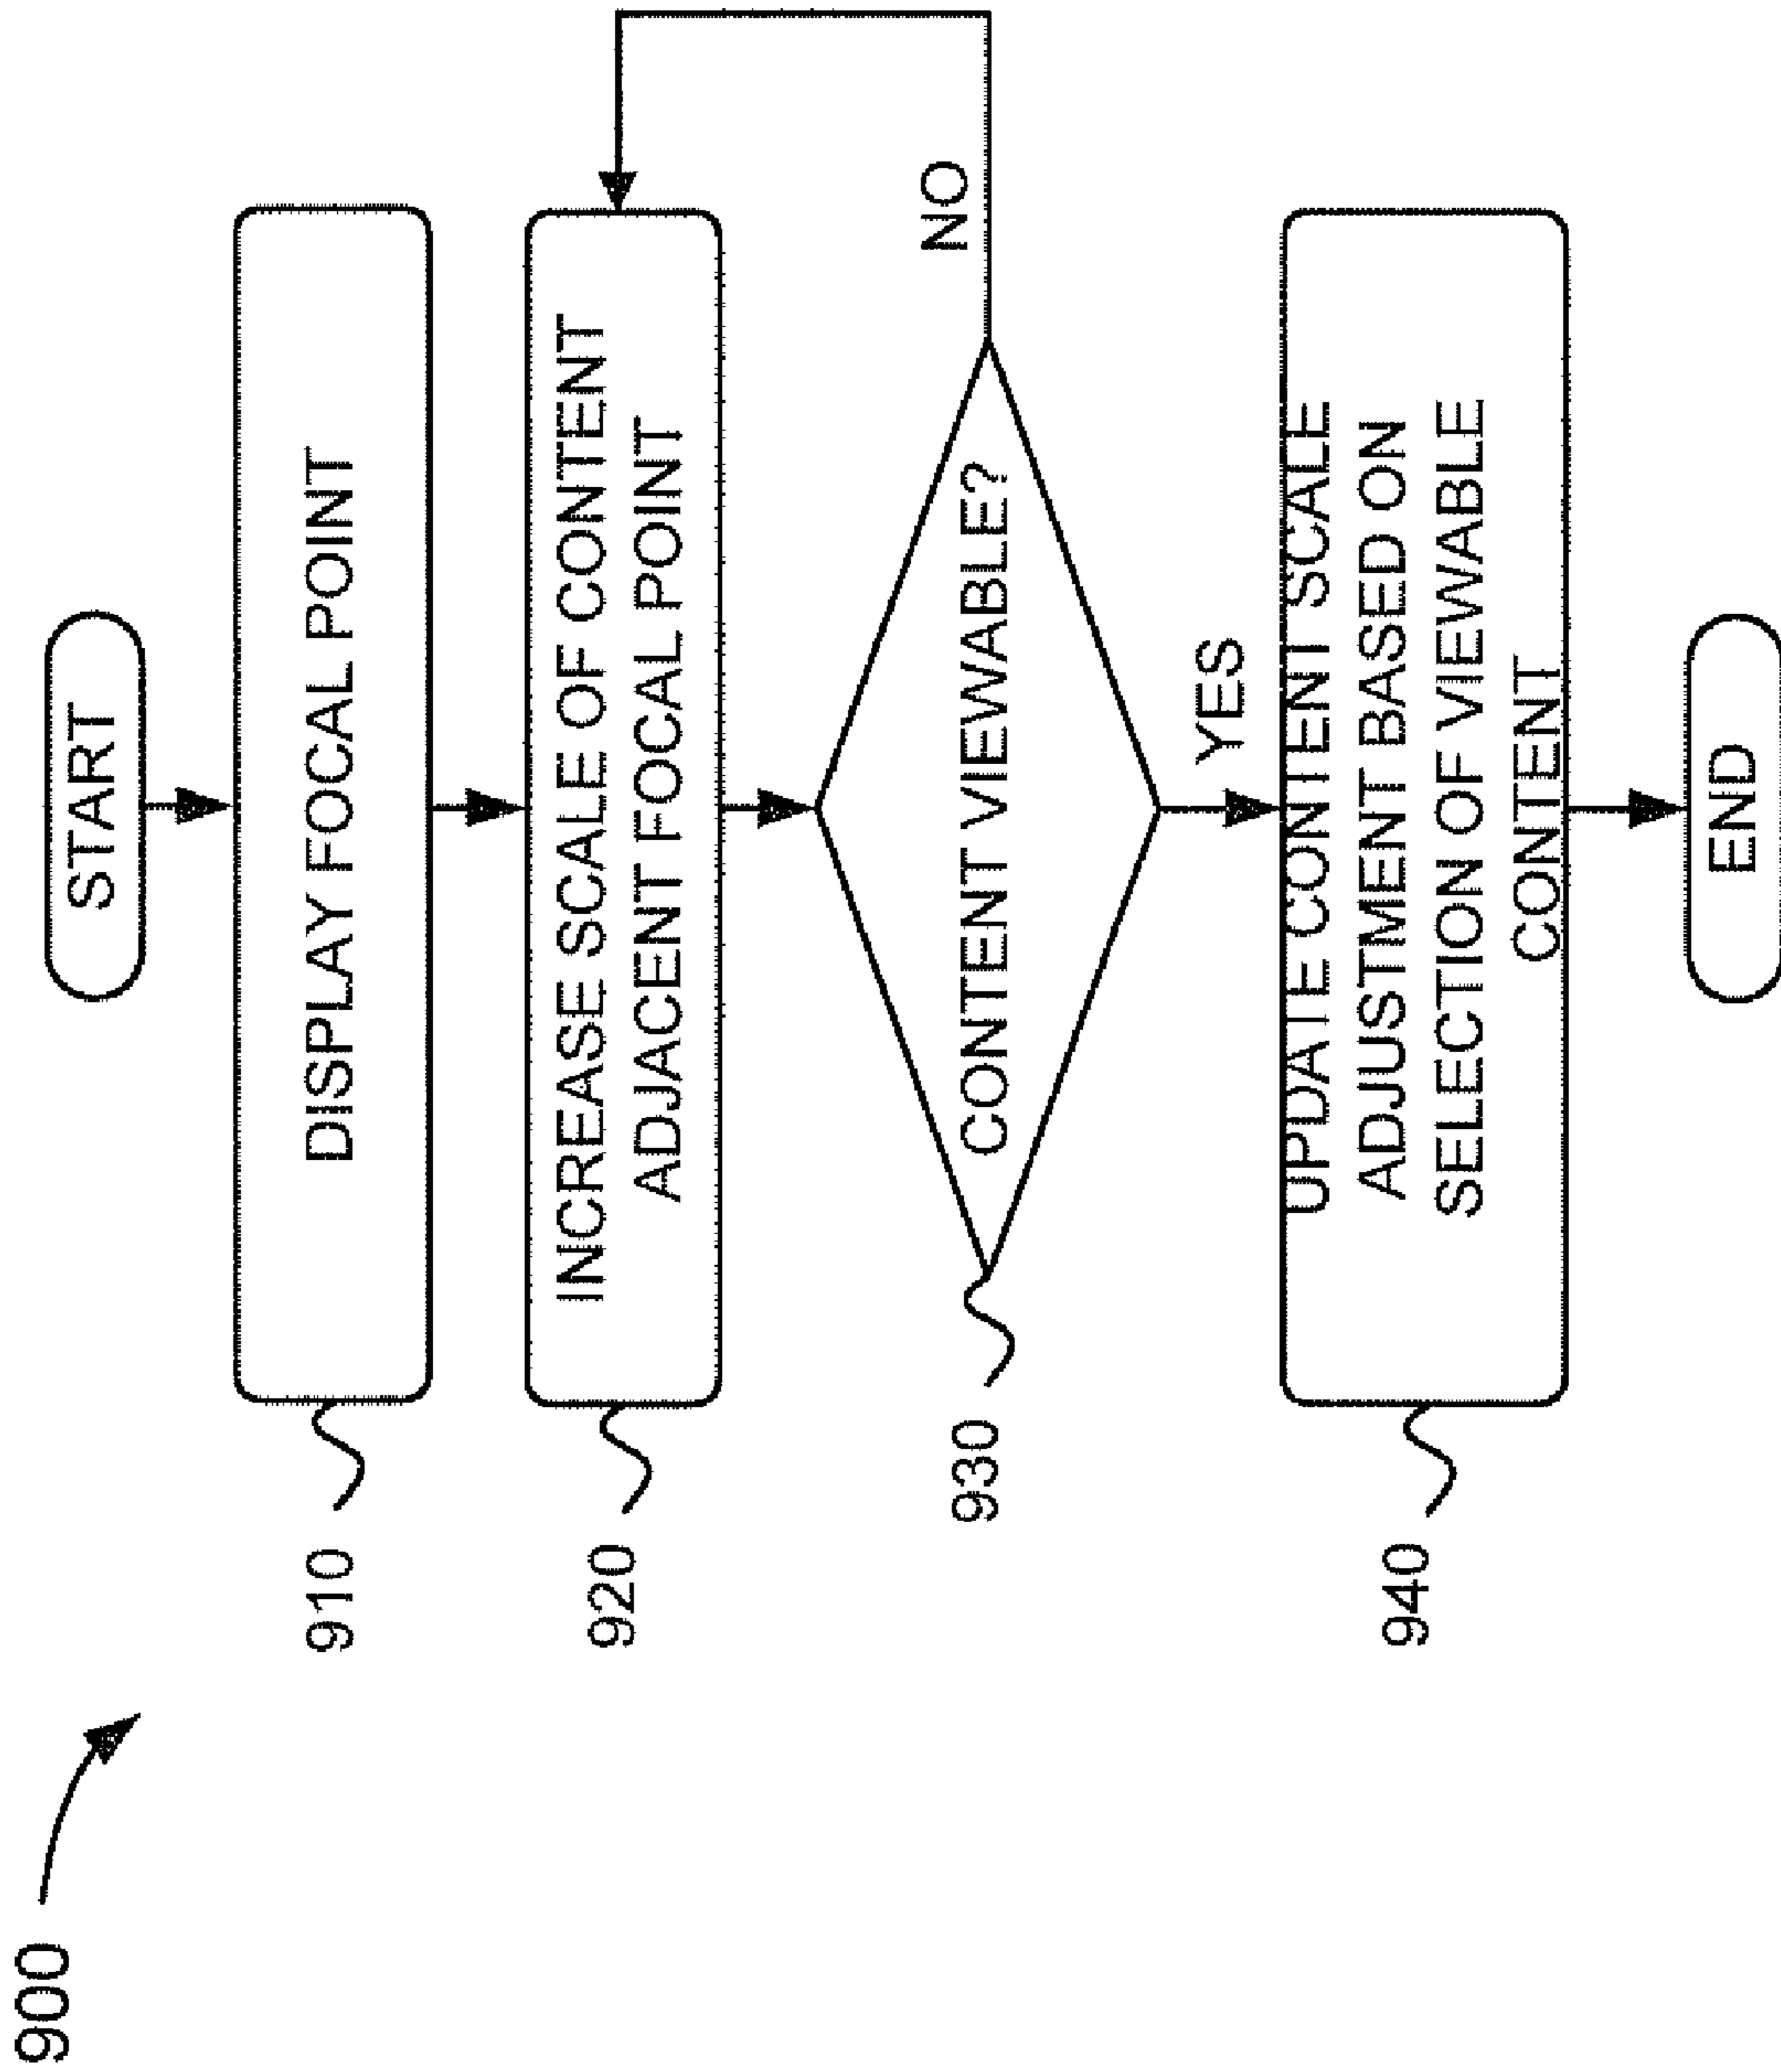 900
START
910
DISPLAY FOCAL POINT
920
INCREASE SCALE OF CONTENT
ADJACENT FOCAL POINT
930
CONTENT VIEWABLE?
NO
YES
940
UPDATE CONTENT SCALE
ADJUSTMENT BASED ON
SELECTION OF VIEWABLE
CONTENT
END